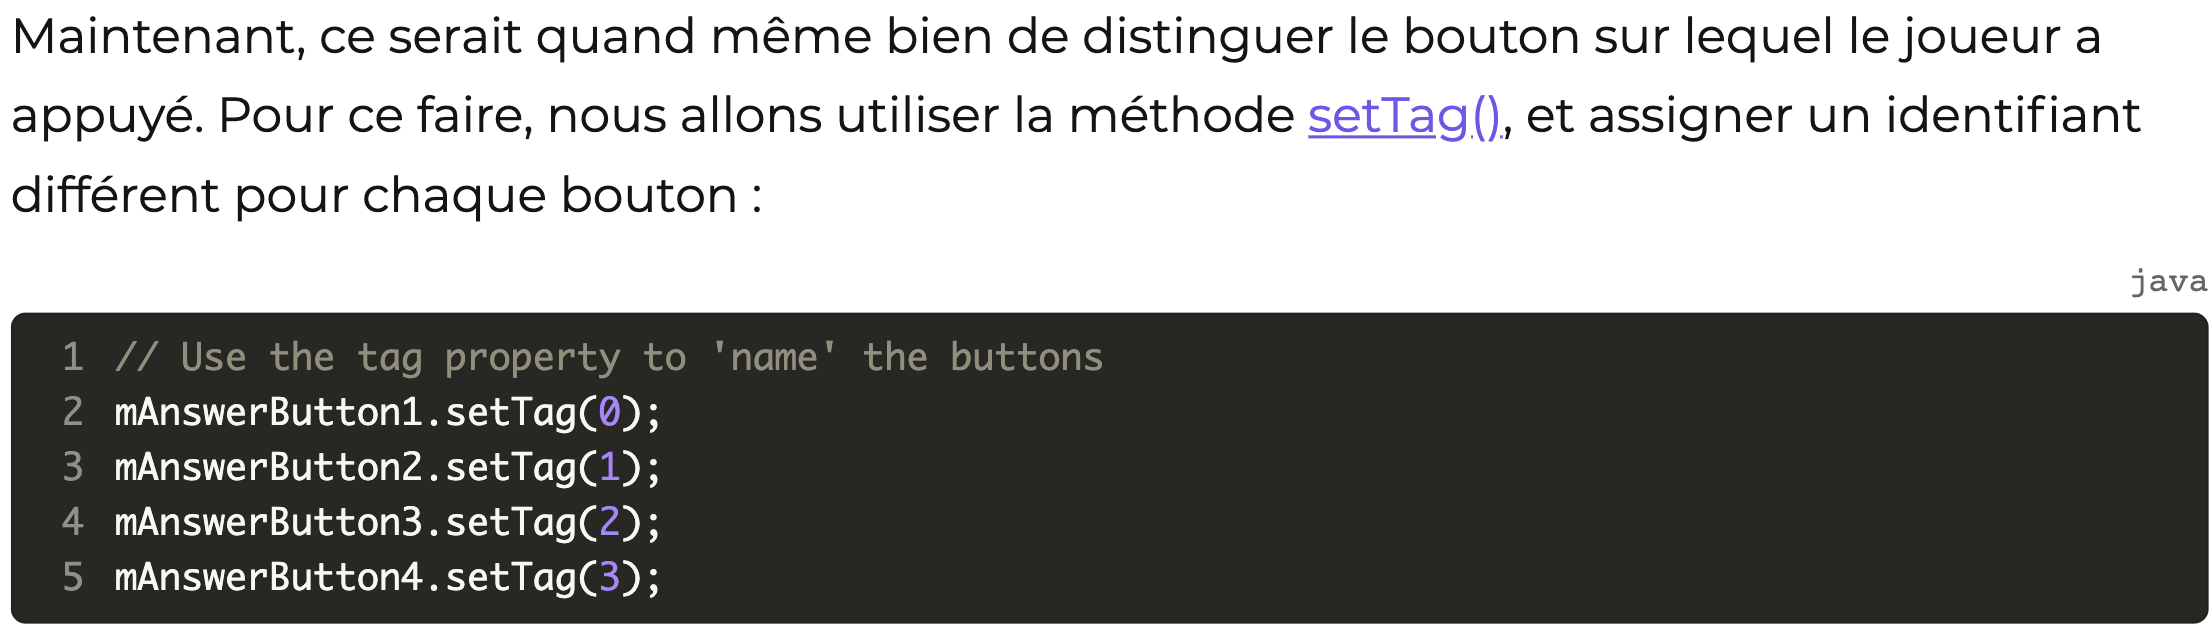 Maintenant, ce serait quand même bien de distinguer le bouton sur lequel le joueur a
appuyé. Pour ce faire, nous allons utiliser la méthode setTag(), et assigner un identifiant
différent pour chaque bouton :
java
1 // Use the tag property to 'name' the buttons
2 mAnswerButton1.setTag(0);
3 mAnswerButton2.setTag(1);
4 mAnswerButton3.setTag(2);
5 mAnswerButton4.setTag(3);